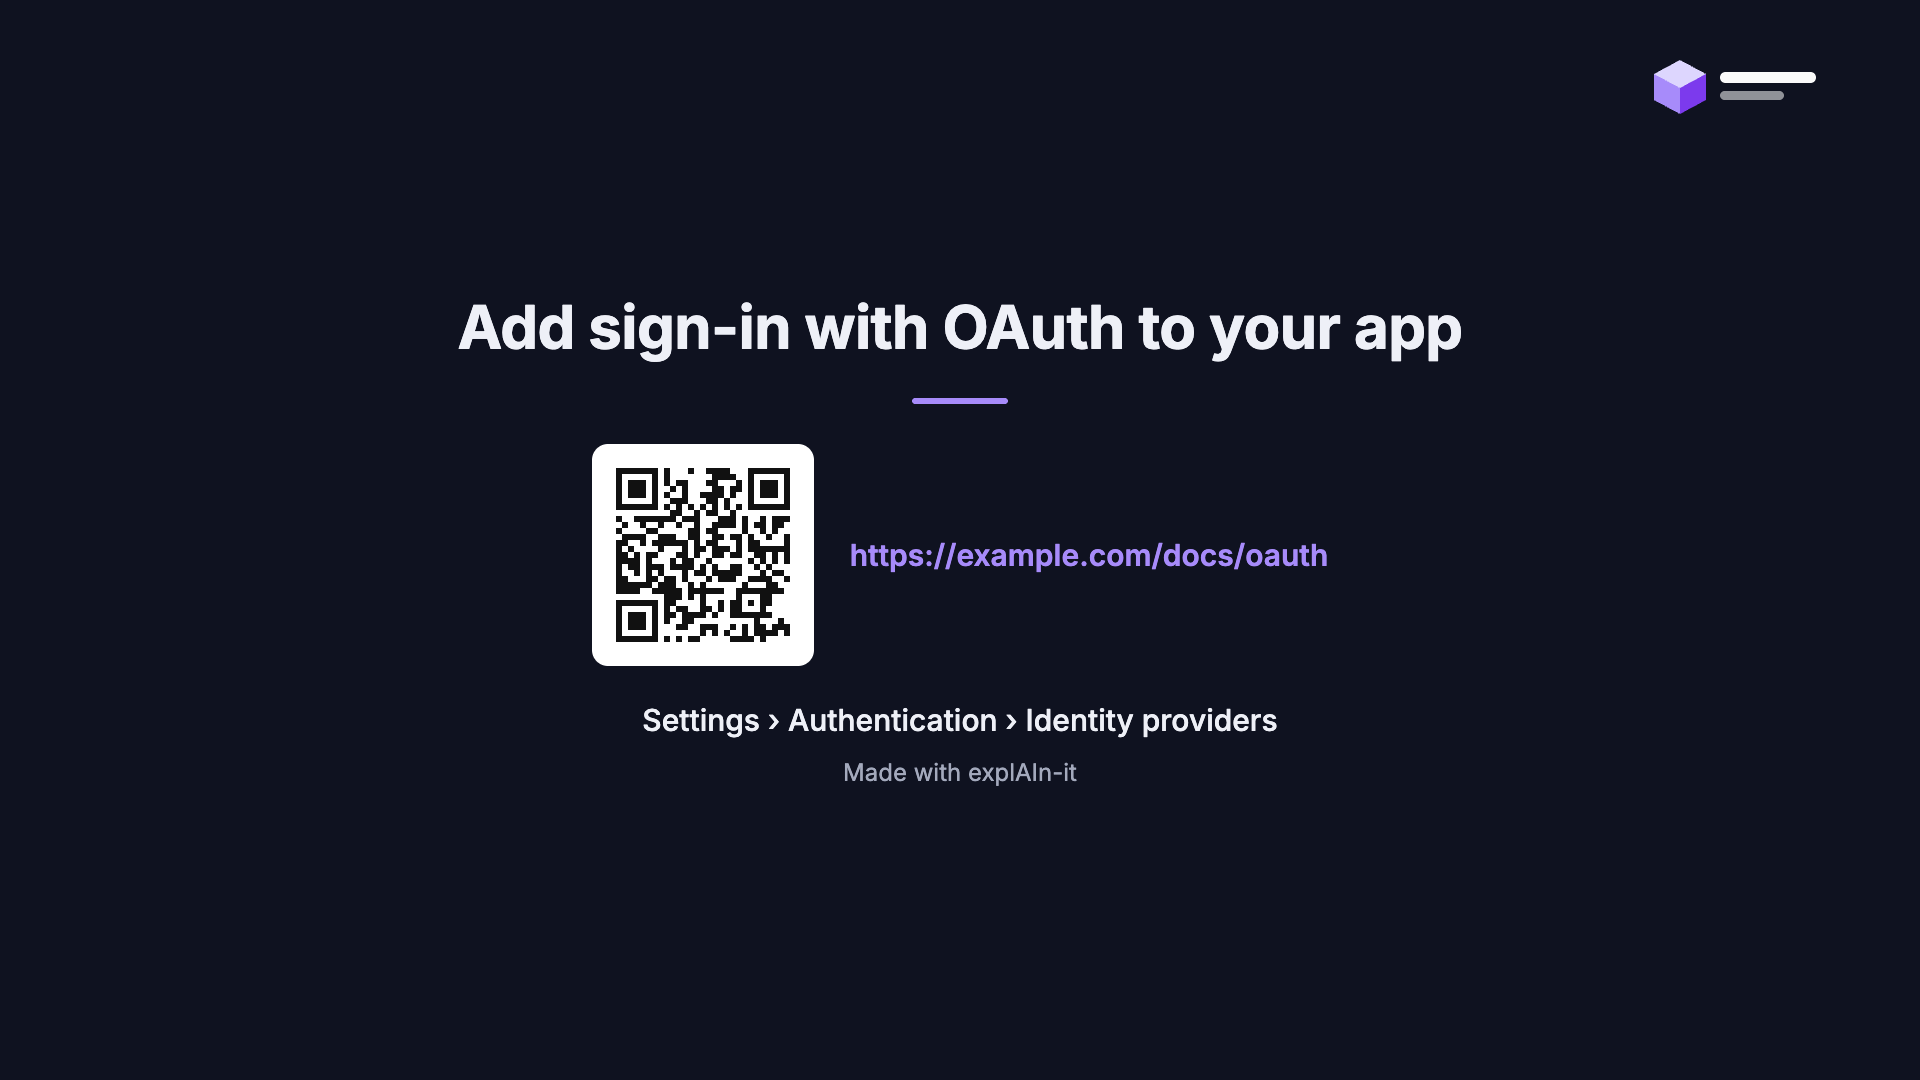 Add sign-in with OAuth to your app
https://example.com/docs/oauth
Settings › Authentication › Identity providers
Made with explAIn-it